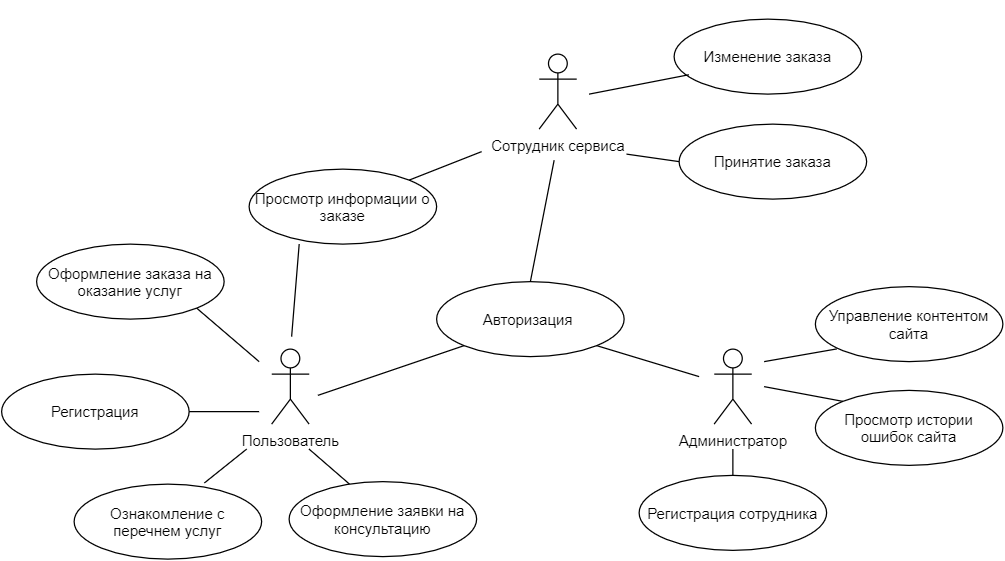 Изменение заказа
Сотрудник сервиса
Принятие заказа
Просмотр информации о
заказе
Оформление заказа на
оказание услуг
Авторизация
Управление контентом
сайта
Регистрация
Пользователь
Администратор
Просмотр истории
ошибок сайта
Ознакомление с
перечнем услуг
Оформление заявки на
консультацию
Регистрация сотрудника